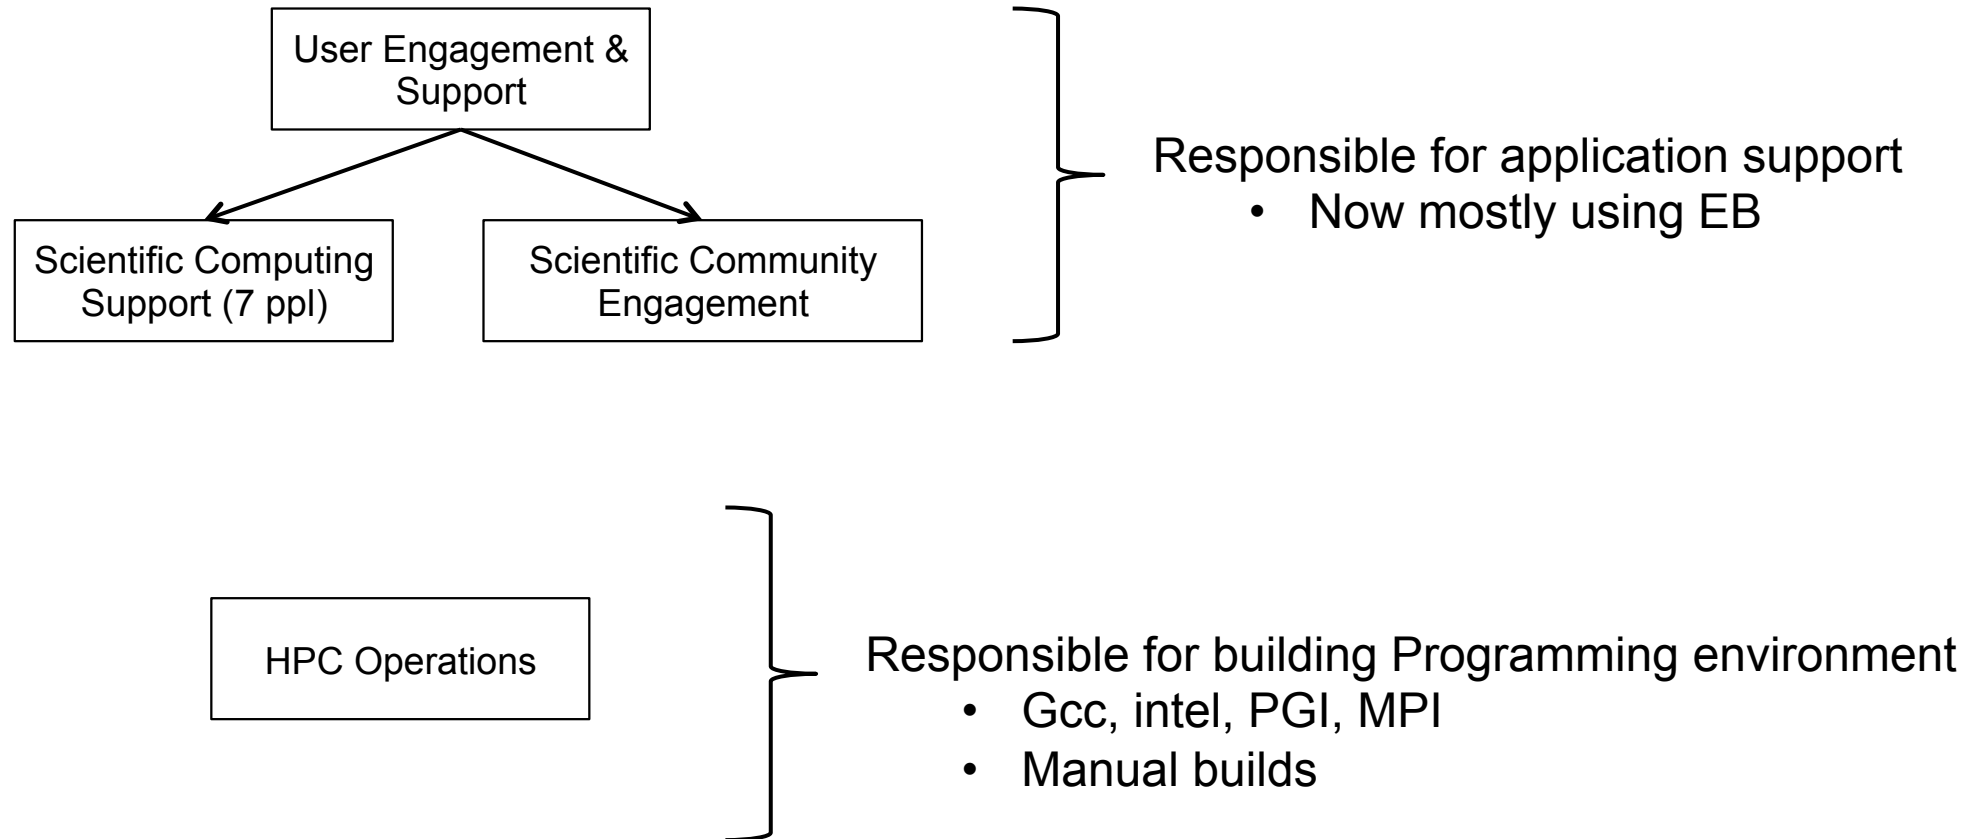 User Engagement &
Support
Scientific Computing
Support (7 ppl)
Scientific Community
Engagement
Responsible for application support
• Now mostly using EB
HPC Operations
Responsible for building Programming environment
• Gcc, intel, PGI, MPI
• Manual builds